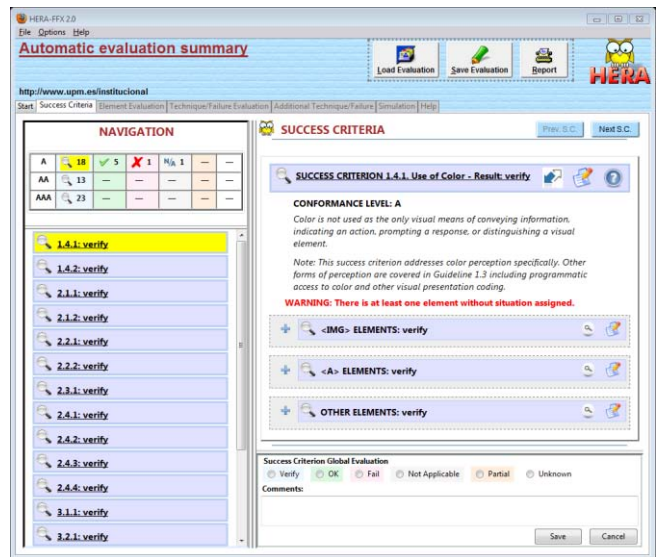 HERA-FFX 2.0
File Options Help
Automatic evaluation summary
Load Evaluation
Save Evaluation
Report
HERA
http://www.upm.es/institucional
Start Success Criteria Element Evaluation Technique/Failure Evaluation Additional Technique/Failure Simulation Help
NAVIGATION
A 18 5 1 N/A 1 — —
AA 13 — — — — —
AAA 23 — — — — —
1.4.1: verify
1.4.2: verify
2.1.1: verify
2.1.2: verify
2.2.1: verify
2.2.2: verify
2.3.1: verify
2.4.1: verify
2.4.2: verify
2.4.3: verify
2.4.4: verify
3.1.1: verify
3.2.1: verify
SUCCESS CRITERIA
Prev. S.C.
Next S.C.
SUCCESS CRITERION 1.4.1. Use of Color - Result: verify
CONFORMANCE LEVEL: A
Color is not used as the only visual means of conveying information,
indicating an action, prompting a response, or distinguishing a visual
element.
Note: This success criterion addresses color perception specifically. Other
forms of perception are covered in Guideline 1.3 including programmatic
access to color and other visual presentation coding.
WARNING: There is at least one element without situation assigned.
<IMG> ELEMENTS: verify
<A> ELEMENTS: verify
OTHER ELEMENTS: verify
Success Criterion Global Evaluation
Verify OK Fail Not Applicable Partial Unknown
Comments:
Save
Cancel